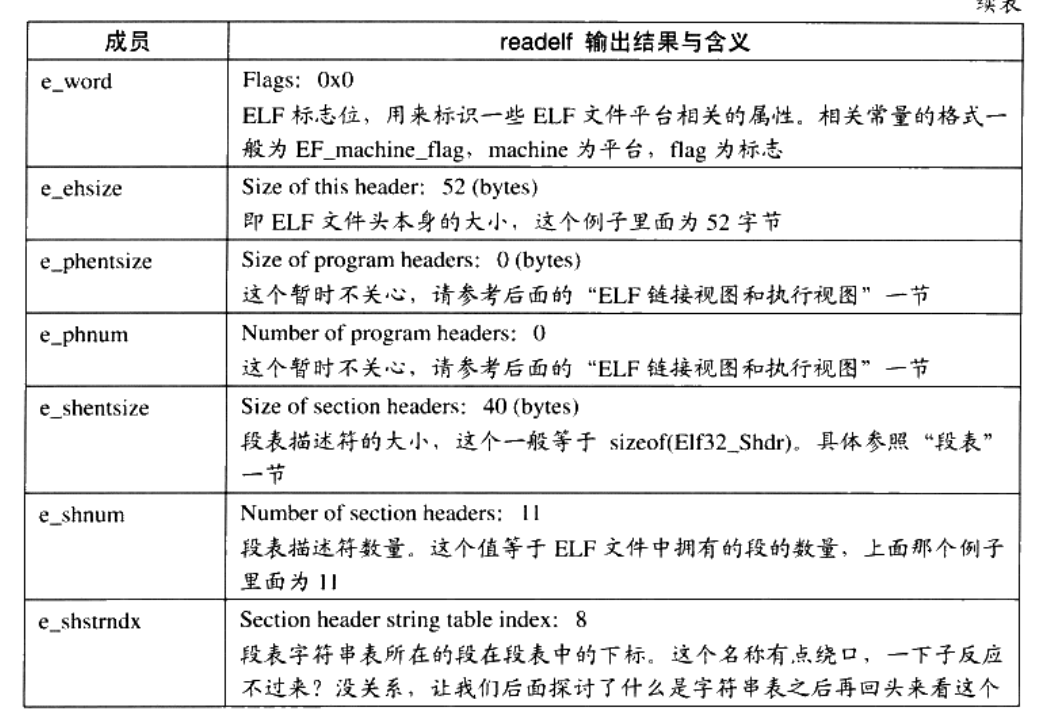 续表
成员 readelf 输出结果与含义
e_word Flags: 0x0
ELF 标志位，用来标识一些 ELF 文件平台相关的属性。相关常量的格式一
般为 EF_machine_flag，machine 为平台，flag 为标志
e_ehsize Size of this header: 52 (bytes)
即 ELF 文件头本身的大小，这个例子里面为 52 字节
e_phentsize Size of program headers: 0 (bytes)
这个暂时不关心，请参考后面的“ELF 链接视图和执行视图”一节
e_phnum Number of program headers: 0
这个暂时不关心，请参考后面的“ELF 链接视图和执行视图”一节
e_shentsize Size of section headers: 40 (bytes)
段表描述符的大小，这个一般等于 sizeof(Elf32_Shdr)。具体参照“段表”
一节
e_shnum Number of section headers: 11
段表描述符数量。这个值等于 ELF 文件中拥有的段的数量，上面那个例子
里面为 11
e_shstrndx Section header string table index: 8
段表字符串表所在的段在段表中的下标。这个名称有点绕口，一下子反应
不过来？没关系，让我们后面探讨了什么是字符串表之后再回头来看这个